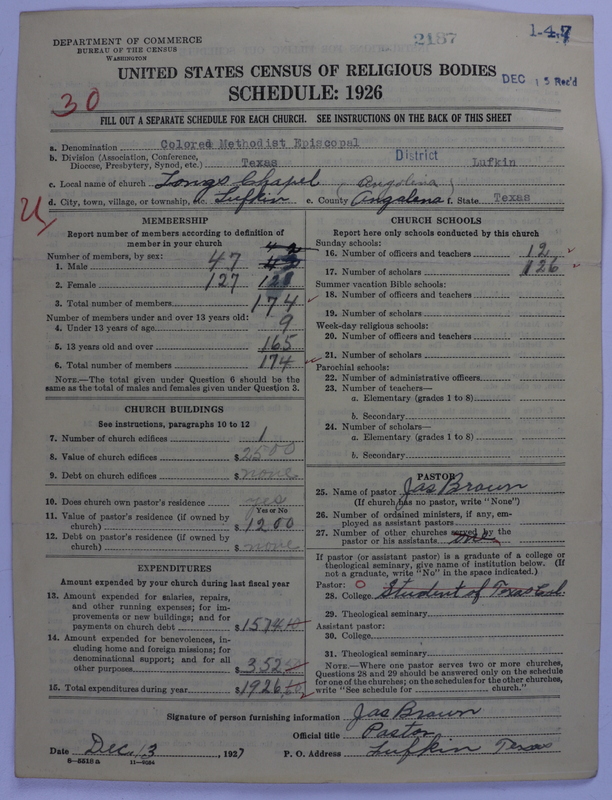 2187
1-47
DEPARTMENT OF COMMERCE
BUREAU OF THE CENSUS
WASHINGTON
DEC 15 Rec'd
UNITED STATES CENSUS OF RELIGIOUS BODIES
SCHEDULE: 1926
30
FILL OUT A SEPARATE SCHEDULE FOR EACH CHURCH. SEE INSTRUCTIONS ON THE BACK OF THIS SHEET
a. Denomination Colored Methodist Episcopal
b. Division (Association, Conference, Diocese, Presbytery, Synod, etc.) Texas District Lufkin
c. Local name of church Longs Chapel (Angolina)
d. City, town, village, or township, etc. Lufkin e. County Angalena f. State Texas
MEMBERSHIP
Report number of members according to definition of
member in your church
Number of members, by sex:
1. Male 47
2. Female 127
3. Total number of members 174
Number of members under and over 13 years old:
4. Under 13 years of age 9
5. 13 years old and over 165
6. Total number of members 174
NOTE.—The total given under Question 6 should be
same as the total of males and females given under Question 3.
CHURCH BUILDINGS
See instructions, paragraphs 10 to 12
7. Number of church edifices 1
8. Value of church edifices $2500
9. Debt on church edifices $none
10. Does church own pastor's residence yes
Yes or No
11. Value of pastor's residence (if owned by
church) $1200
12. Debt on pastor's residence (if owned by
church) $none
EXPENDITURES
Amount expended by your church during last fiscal year
13. Amount expended for salaries, repairs,
and other running expenses; for im-
provements or new buildings; and for
payments on church debt $1574.
14. Amount expended for benevolences, in-
cluding home and foreign missions; for
denominational support; and for all
other purposes $352
15. Total expenditures during year $1926.
CHURCH SCHOOLS
Report here only schools conducted by this church
Sunday schools:
16. Number of officers and teachers 12
17. Number of scholars 126
Summer vacation Bible schools:
18. Number of officers and teachers
19. Number of scholars
Week-day religious schools:
20. Number of officers and teachers
21. Number of scholars
Parochial schools:
22. Number of administrative officers
23. Number of teachers—
a. Elementary (grades 1 to 8)
b. Secondary
24. Number of scholars—
a. Elementary (grades 1 to 8)
b. Secondary
PASTOR
25. Name of pastor Jas Brown
(If church has no pastor, write "None")
26. Number of ordained ministers, if any, em-
ployed as assistant pastors
27. Number of other churches served by the
pastor or his assistants one
If pastor (or assistant pastor) is a graduate of a college or
theological seminary, give name of institution below. (If
not a graduate, write "No" in the space indicated.)
Pastor: O
28. College Student of Texas Col
29. Theological seminary
Assistant pastor:
30. College
31. Theological seminary
NOTE.—Where one pastor serves two or more churches,
Questions 28 and 29 should be answered only on the schedule
for one of the churches; on the schedules for the other churches,
write "See schedule for church."
Signature of person furnishing information Jas Brown
Official title Pastor
Date Dec. 13, 1927 P. O. Address Lufkin Texas
8—5518 a 11—9084